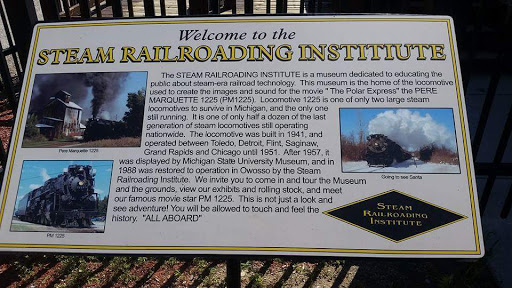 Welcome to the
STEAM RAILROADING INSTITIUTE
The STEAM RAILROADING INSTITUTE is a museum dedicated to educating the
public about steam-era railroad technology. This museum is the home of the locomotive
used to create the images and sound for the movie " The Polar Express" the PERE
MARQUETTE 1225 (PM1225). Locomotive 1225 is one of only two large steam
locomotives to survive in Michigan, and the only one
still running. It is one of only half a dozen of the last
generation of steam locomotives still operating
nationwide. The locomotive was built in 1941, and
operated between Toledo, Detroit, Flint, Saginaw,
Grand Rapids and Chicago until 1951. After 1957, it
was displayed by Michigan State University Museum, and in
1988 was restored to operation in Owosso by the Steam
Railroading Institute. We invite you to come in and tour the Museum
and the grounds, view our exhibits and rolling stock, and meet
our famous movie star PM 1225. This is not just a look and
see adventure! You will be allowed to touch and feel the
history. "ALL ABOARD"
Pere Marquette 1225
PM 1225
Going to see Santa
STEAM
RAILROADING
INSTITUTE